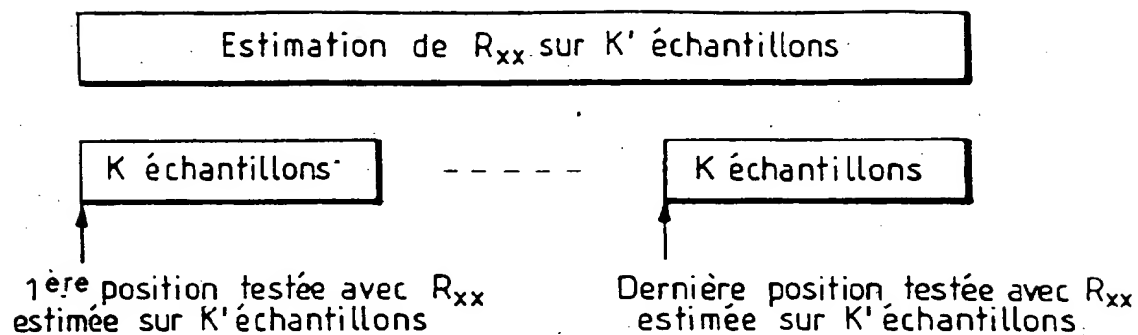 Estimation de Rxx sur K' échantillons
K échantillons
K échantillons
1ère position testée avec Rxx
estimée sur K' échantillons
Dernière position testée avec Rxx
estimée sur K' échantillons